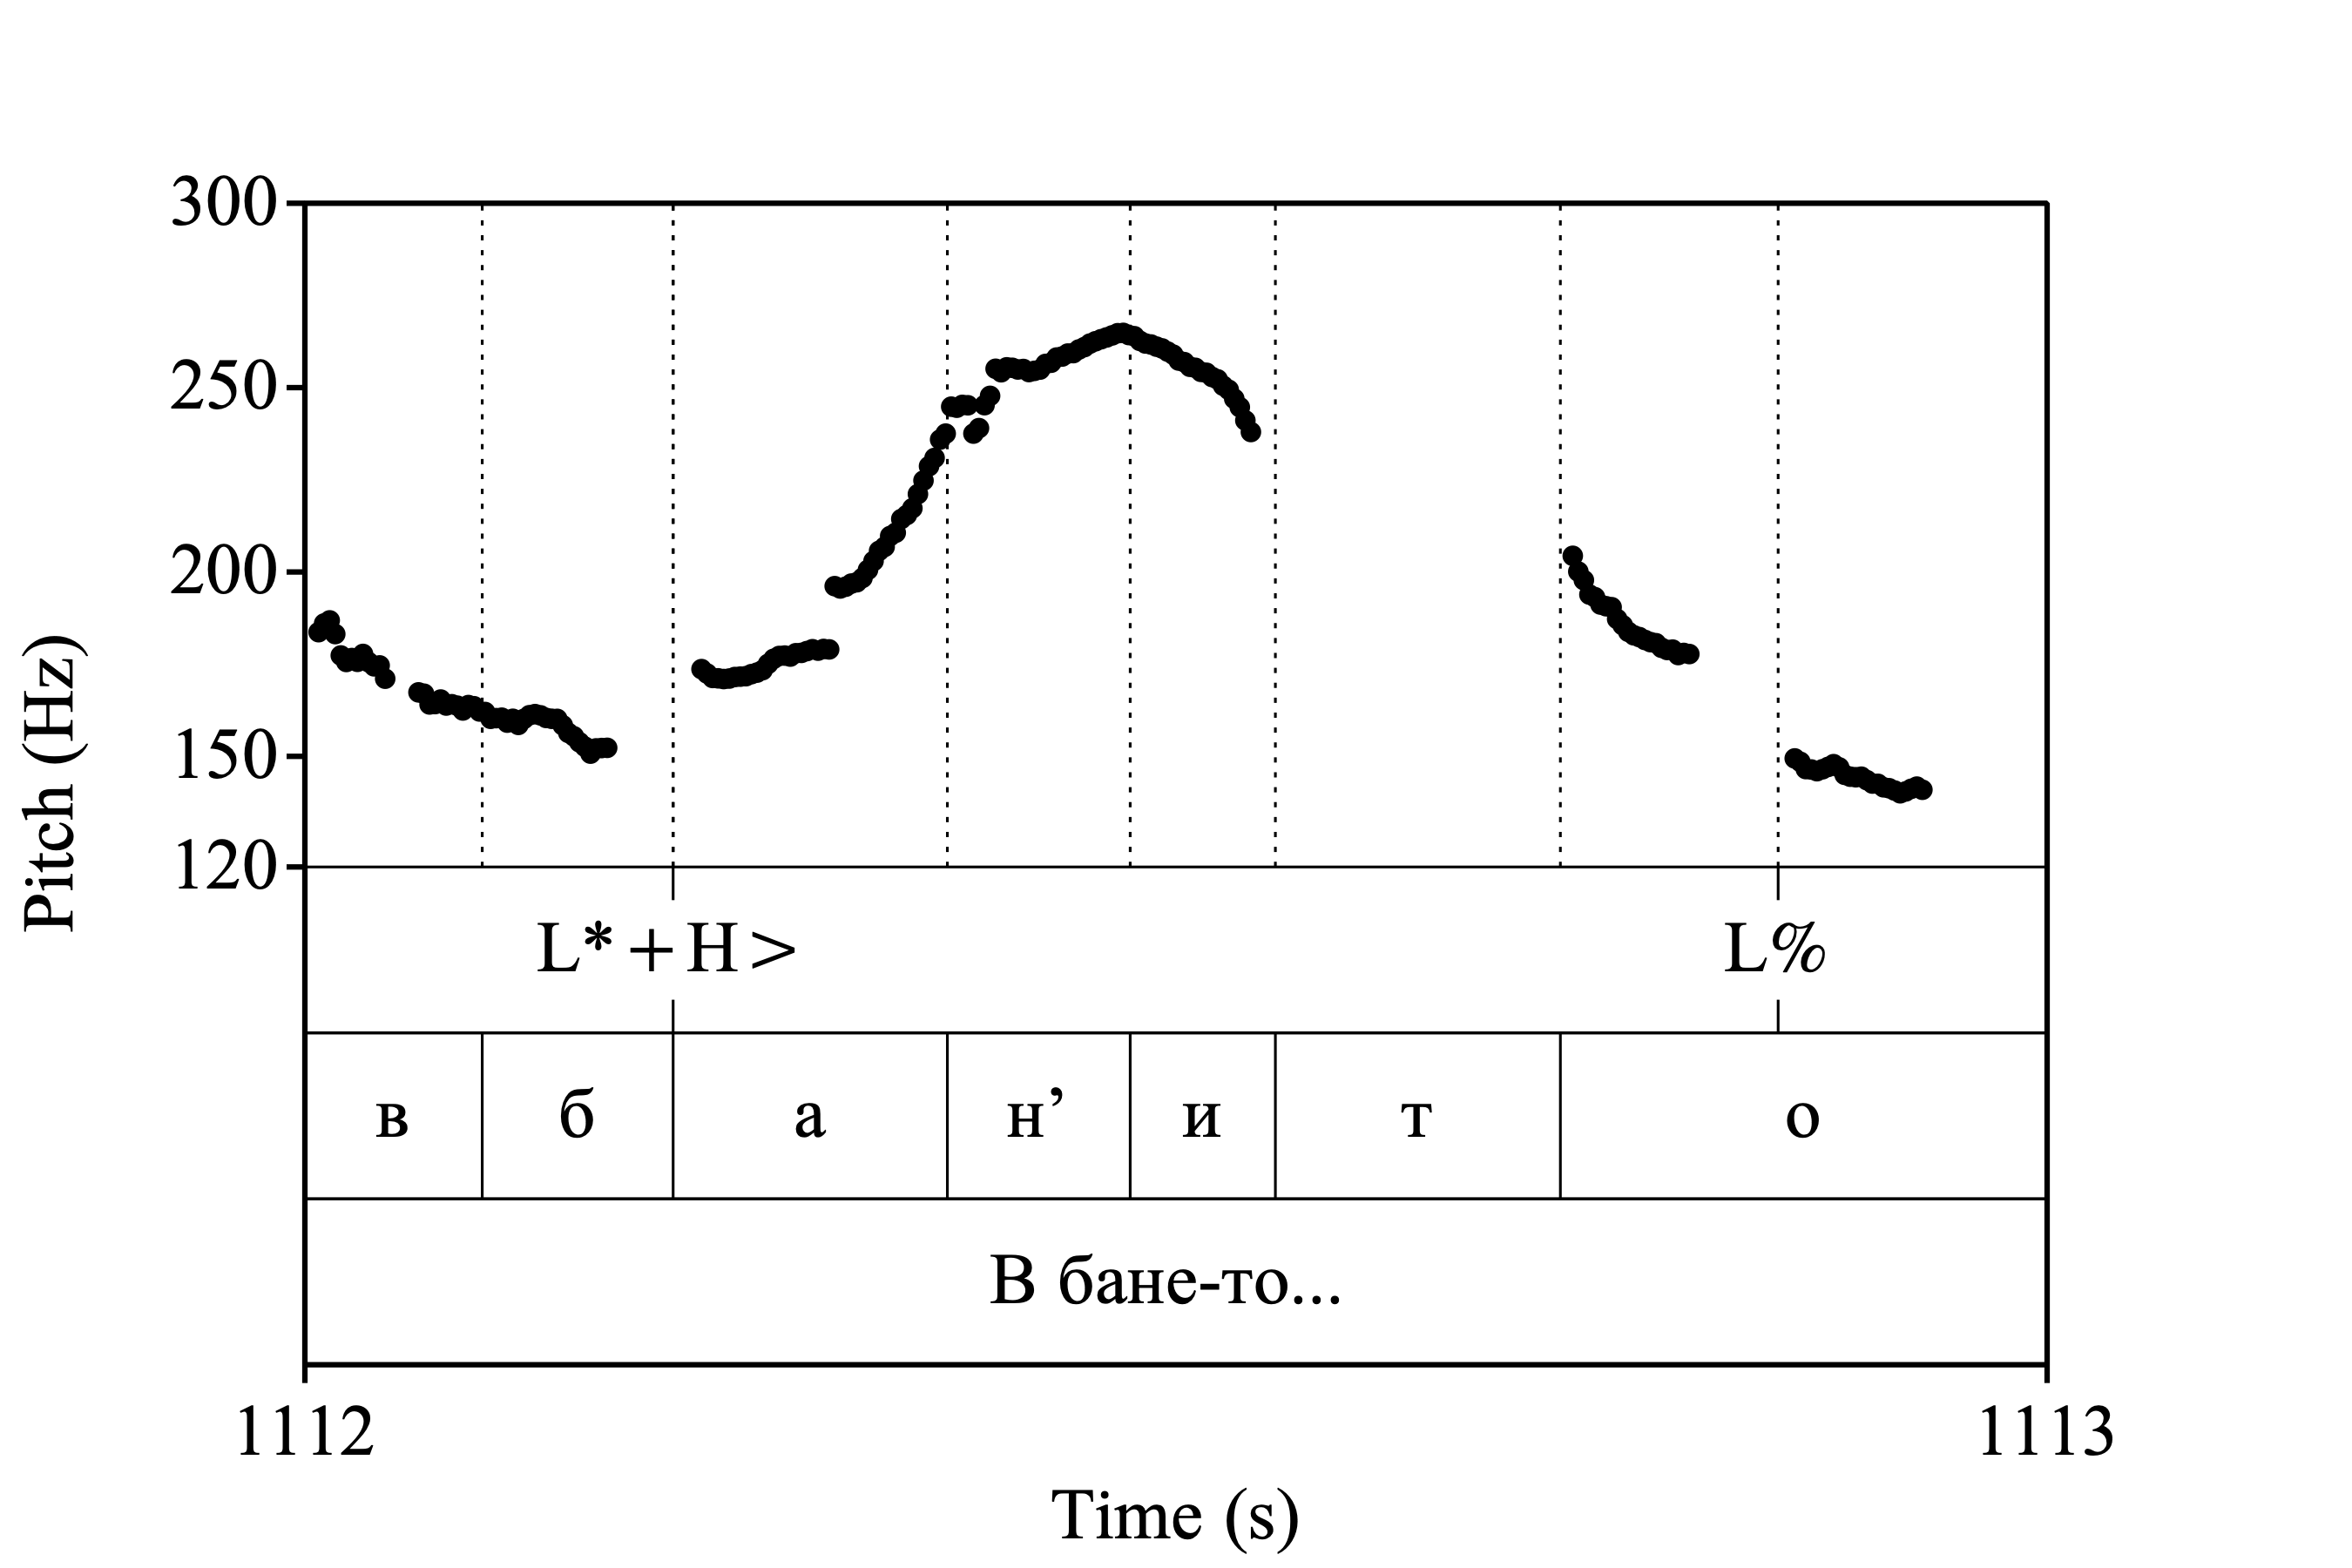 300
250
200
150
120
Pitch (Hz)
L*+H> L%
в б а н’ и т о
В бане-то...
1112 1113
Time (s)